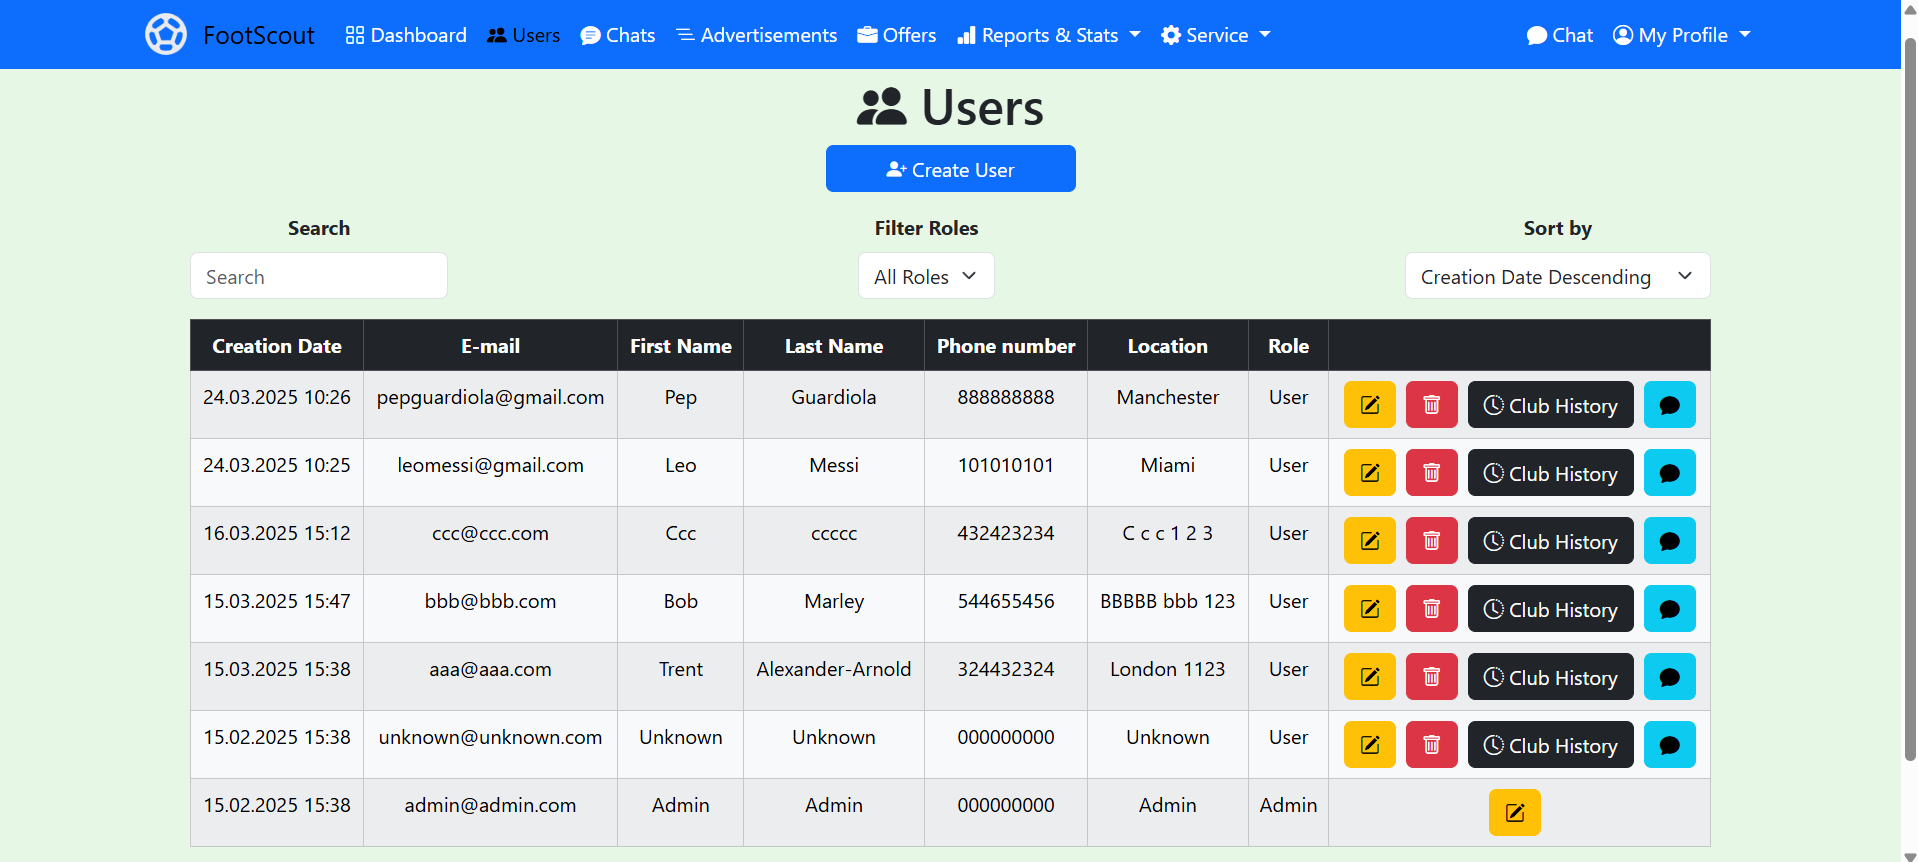 FootScout Dashboard Users Chats Advertisements Offers Reports & Stats Service Chat My Profile
Users
Create User
Search Filter Roles Sort by
Search All Roles Creation Date Descending
Creation Date E-mail First Name Last Name Phone number Location Role
24.03.2025 10:26 pepguardiola@gmail.com Pep Guardiola 888888888 Manchester User Club History
24.03.2025 10:25 leomessi@gmail.com Leo Messi 101010101 Miami User Club History
16.03.2025 15:12 ccc@ccc.com Ccc ccccc 432423234 C c c 1 2 3 User Club History
15.03.2025 15:47 bbb@bbb.com Bob Marley 544655456 BBBBB bbb 123 User Club History
15.03.2025 15:38 aaa@aaa.com Trent Alexander-Arnold 324432324 London 1123 User Club History
15.02.2025 15:38 unknown@unknown.com Unknown Unknown 000000000 Unknown User Club History
15.02.2025 15:38 admin@admin.com Admin Admin 000000000 Admin Admin